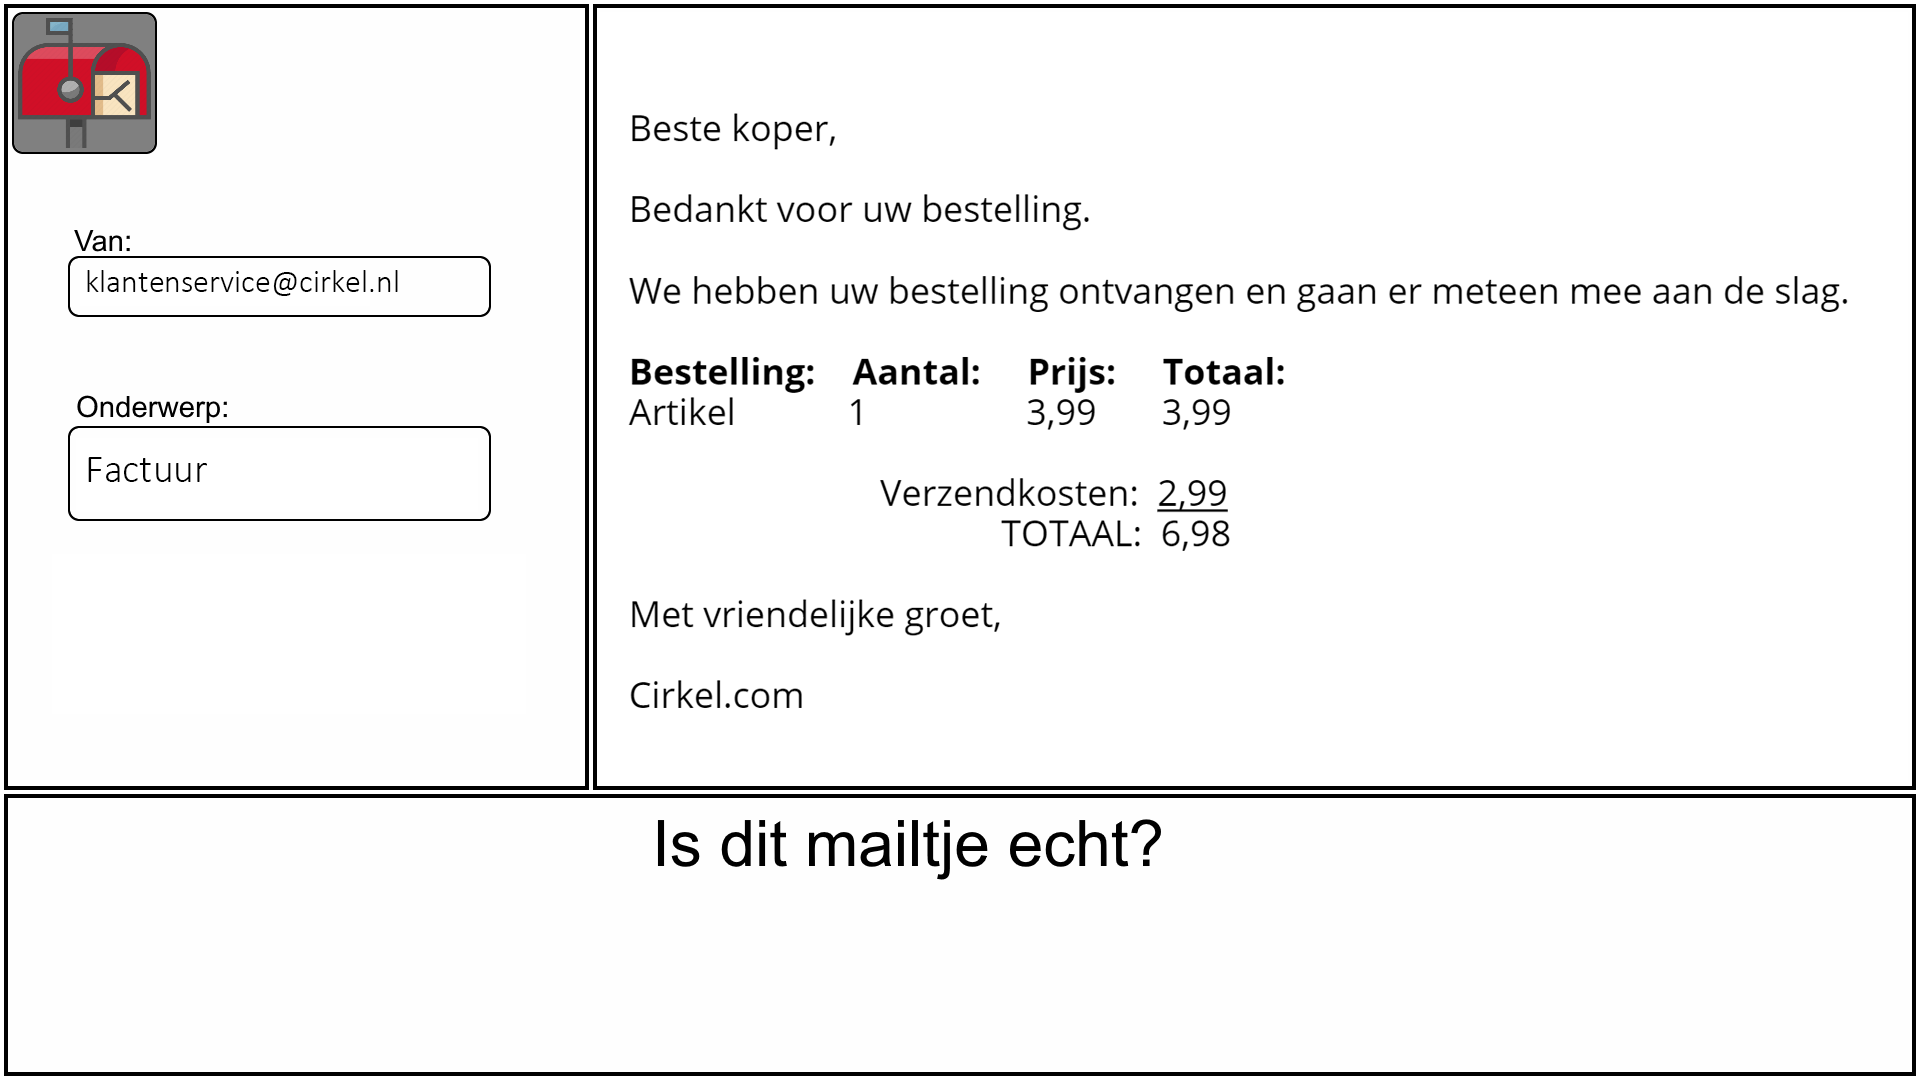 Van:
klantenservice@cirkel.nl
Onderwerp:
Factuur
Beste koper,
Bedankt voor uw bestelling.
We hebben uw bestelling ontvangen en gaan er meteen mee aan de slag.
Bestelling: Aantal: Prijs: Totaal:
Artikel 1 3,99 3,99
Verzendkosten: 2,99
TOTAAL: 6,98
Met vriendelijke groet,
Cirkel.com
Is dit mailtje echt?